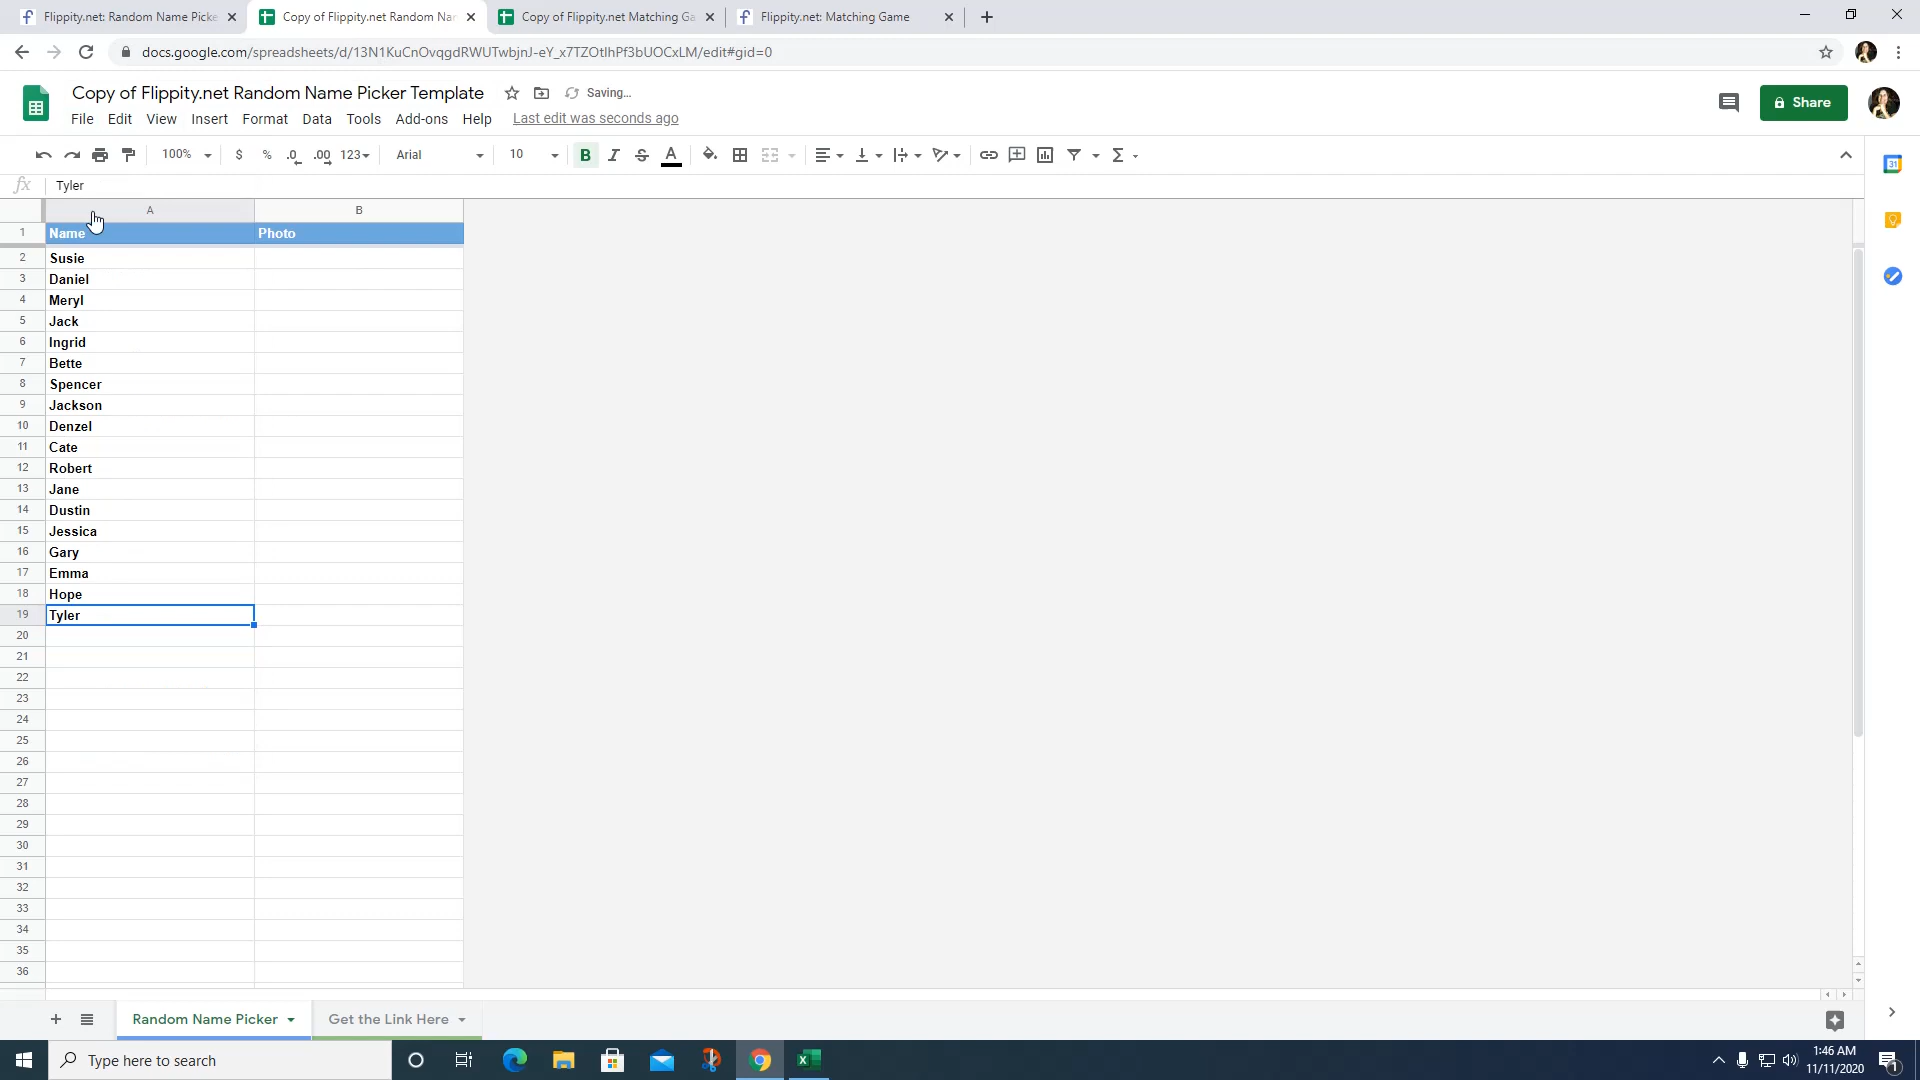 Flippity.net: Random Name Picke
Copy of Flippity.net Random Nar
Copy of Flippity.net Matching Ga
Flippity.net: Matching Game
docs.google.com/spreadsheets/d/13N1KuCnOvqgdRWUTwbjnJ-eY_x7TZOtIhPf3bUOCxLM/edit#gid=0
Copy of Flippity.net Random Name Picker Template
Saving...
Share
File Edit View Insert Format Data Tools Add-ons Help Last edit was seconds ago
100% $ % .0 .00 123 Arial 10 B I S A Σ
fx Tyler
A B
1 Name Photo
2 Susie
3 Daniel
4 Meryl
5 Jack
6 Ingrid
7 Bette
8 Spencer
9 Jackson
10 Denzel
11 Cate
12 Robert
13 Jane
14 Dustin
15 Jessica
16 Gary
17 Emma
18 Hope
19 Tyler
20
21
22
23
24
25
26
27
28
29
30
31
32
33
34
35
36
31
Random Name Picker
Get the Link Here
Type here to search
1:46 AM
11/11/2020
1